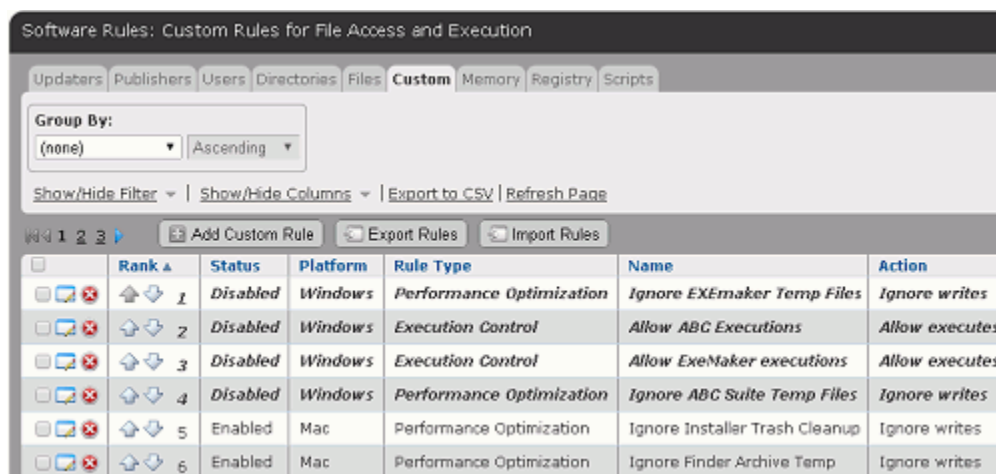 Software Rules: Custom Rules for File Access and Execution
Updaters Publishers Users Directories Files Custom Memory Registry Scripts
Group By:
(none) Ascending
Show/Hide Filter | Show/Hide Columns | Export to CSV | Refresh Page
1 2 3 Add Custom Rule Export Rules Import Rules
Rank Status Platform Rule Type Name Action
1 Disabled Windows Performance Optimization Ignore EXEmaker Temp Files Ignore writes
2 Disabled Windows Execution Control Allow ABC Executions Allow executes
3 Disabled Windows Execution Control Allow ExeMaker executions Allow executes
4 Disabled Windows Performance Optimization Ignore ABC Suite Temp Files Ignore writes
5 Enabled Mac Performance Optimization Ignore Installer Trash Cleanup Ignore writes
6 Enabled Mac Performance Optimization Ignore Finder Archive Temp Ignore writes